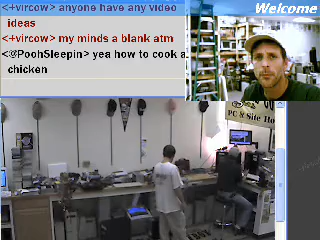 <+vircow> anyone have any video
ideas
<+vircow> my minds a blank atm
<@PoohSleepin> yea how to cook a
chicken
Welcome
PC & Site Ho